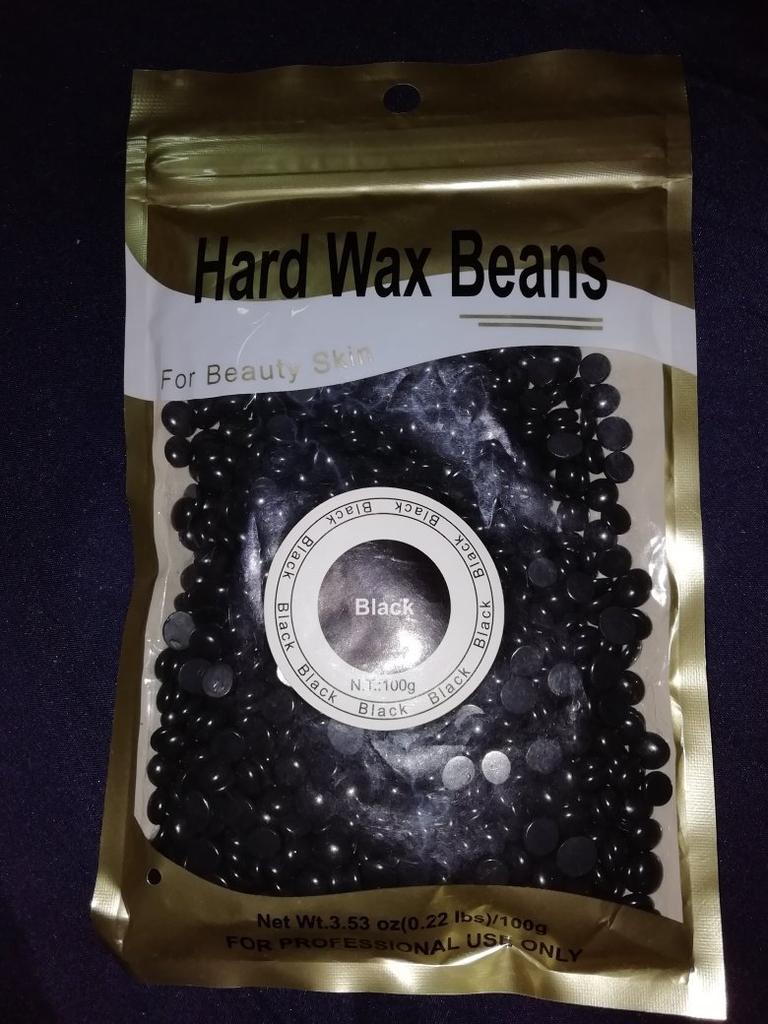 Hard Wax Beans
For Beauty Skin
Black Black Black Black Black Black Black Black Black
Black
N.T.:100g
Net Wt.3.53 oz(0.22 lbs)/100g
FOR PROFESSIONAL USE ONLY